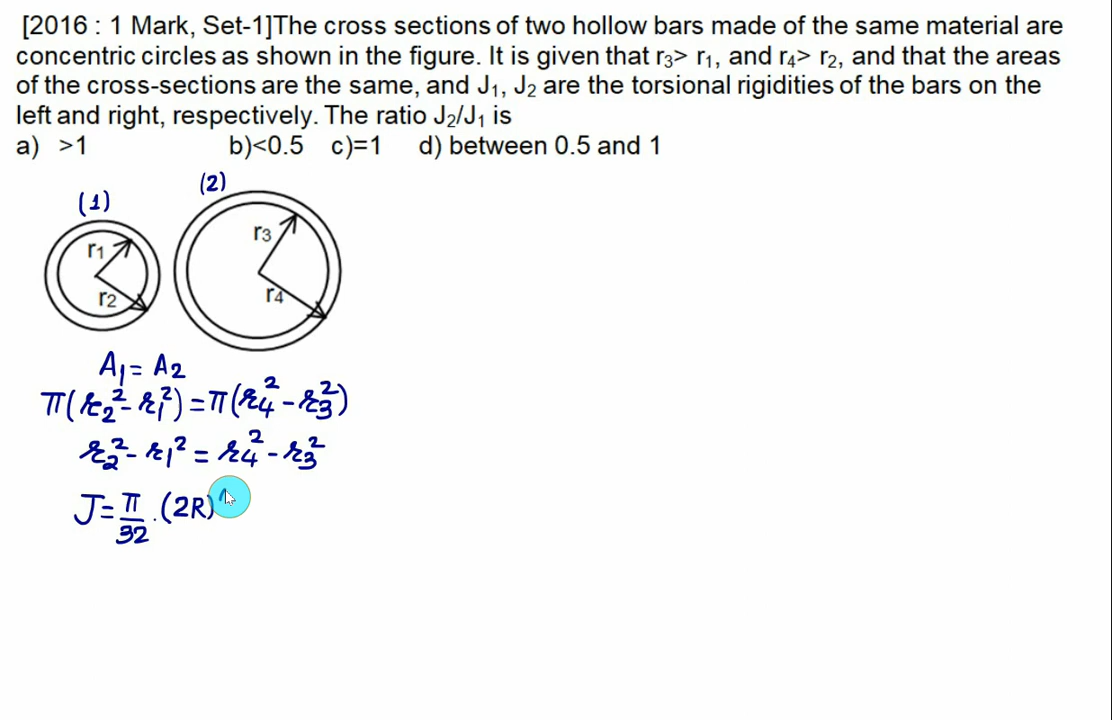 [2016 : 1 Mark, Set-1]The cross sections of two hollow bars made of the same material are
concentric circles as shown in the figure. It is given that r₃> r₁, and r₄> r₂, and that the areas
of the cross-sections are the same, and J₁, J₂ are the torsional rigidities of the bars on the
left and right, respectively. The ratio J₂/J₁ is
a) >1 b)<0.5 c)=1 d) between 0.5 and 1
(1) (2)
r₁ r₃
r₂ r₄
A₁ = A₂
π(r₂² - r₁²) = π(r₄² - r₃²)
r₂² - r₁² = r₄² - r₃²
J = π/32 . (2R)